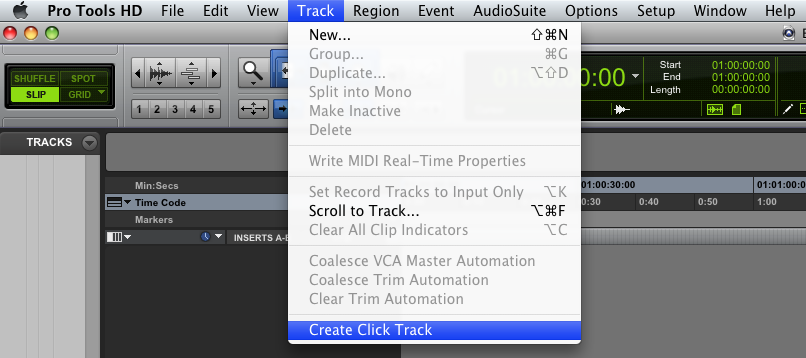 Pro Tools HD File Edit View Track Region Event AudioSuite Options Setup Window Help
New... ⇧⌘N
Group... ⌘G
Duplicate... ⌥⇧D
Split into Mono
Make Inactive
Delete
Write MIDI Real-Time Properties
Set Record Tracks to Input Only ⌥K
Scroll to Track... ⌥⌘F
Clear All Clip Indicators ⌥C
Coalesce VCA Master Automation
Coalesce Trim Automation
Clear Trim Automation
Create Click Track
SHUFFLE SPOT
SLIP GRID
1 2 3 4 5
Start 01:00:00:00
End 01:00:00:00
Length 00:00:00:00
TRACKS
Min:Secs
Time Code
Markers
INSERTS A-E
01:00:30:00 01:01:00:00
0:30 0:40 0:50 1:00